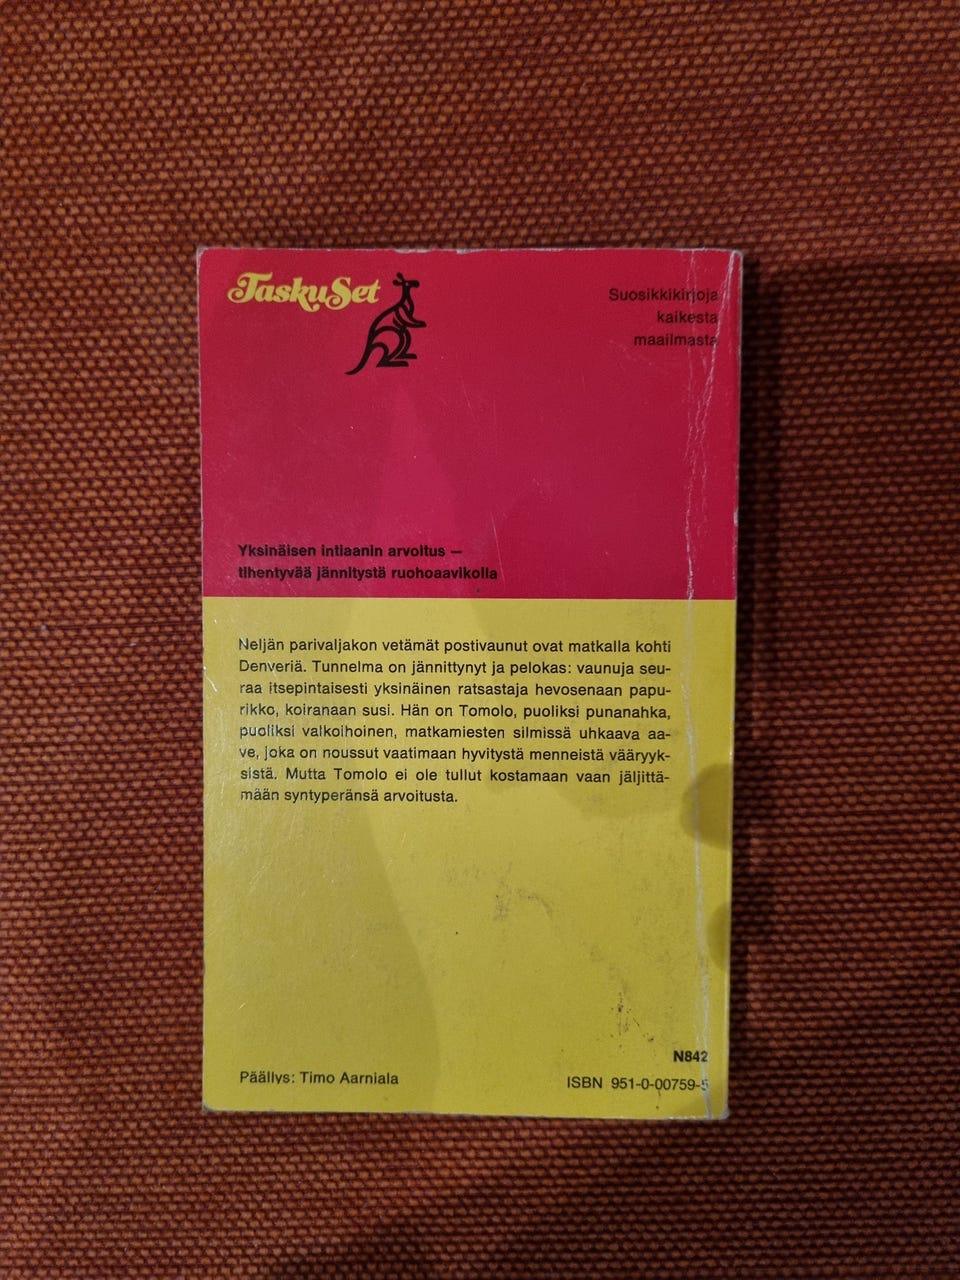 TaskuSet
Suosikkikirjoja
kaikesta
maailmasta
Yksinäisen intiaanin arvoitus —
tihentyvää jännitystä ruohoaavikolla
Neljän parivaljakon vetämät postivaunut ovat matkalla kohti
Denveriä. Tunnelma on jännittynyt ja pelokas: vaunuja seu-
raa itsepintaisesti yksinäinen ratsastaja hevosenaan papu-
rikko, koiranaan susi. Hän on Tomolo, puoliksi punanahka,
puoliksi valkoihoinen, matkamiesten silmissä uhkaava aa-
ve, joka on noussut vaatimaan hyvitystä menneistä vääryyk-
sistä. Mutta Tomolo ei ole tullut kostamaan vaan jäljittä-
mään syntyperänsä arvoitusta.
N842
Päällys: Timo Aarniala
ISBN 951-0-00759-5